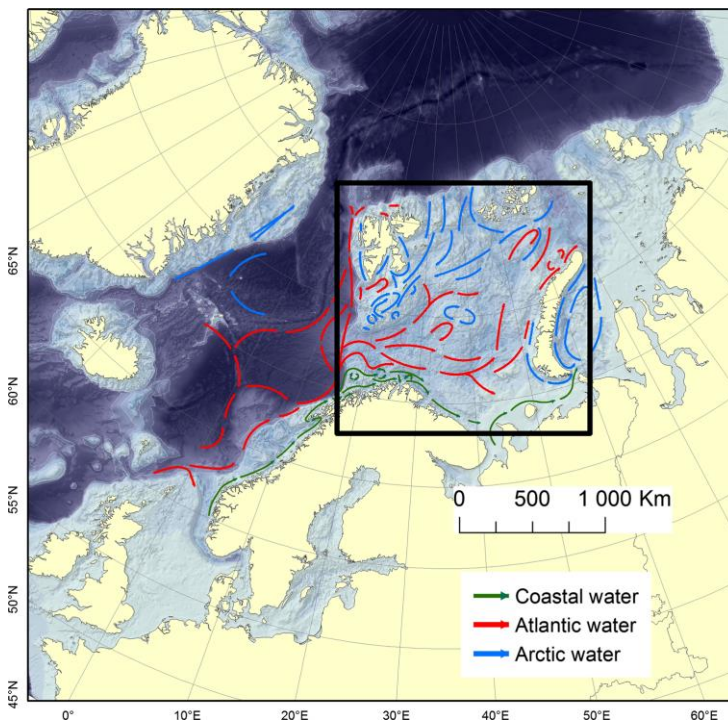 65°N
60°N
55°N
50°N
45°N
0 500 1 000 Km
Coastal water
Atlantic water
Arctic water
0° 10°E 20°E 30°E 40°E 50°E 60°E